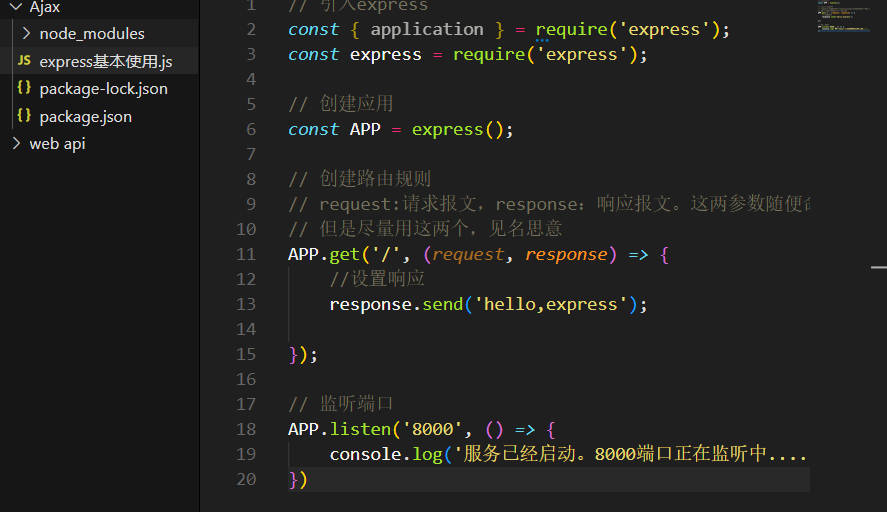 Ajax
node_modules
JS express基本使用.js
{} package-lock.json
{} package.json
web api
1 // 引入express
2 const { application } = require('express');
3 const express = require('express');
4
5 // 创建应用
6 const APP = express();
7
8 // 创建路由规则
9 // request:请求报文，response：响应报文。这两参数随便
10 // 但是尽量用这两个，见名思意
11 APP.get('/', (request, response) => {
12 //设置响应
13 response.send('hello,express');
14
15 });
16
17 // 监听端口
18 APP.listen('8000', () => {
19 console.log('服务已经启动。8000端口正在监听中....
20 })